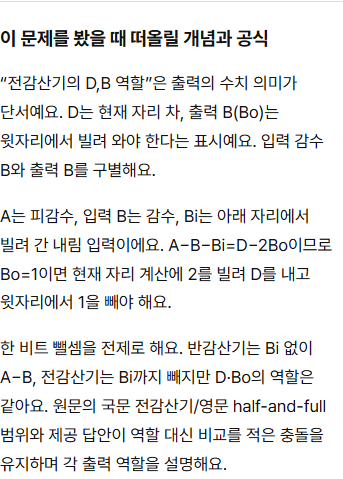 이 문제를 봤을 때 떠올릴 개념과 공식
“전감산기의 D,B 역할”은 출력의 수치 의미가
단서예요. D는 현재 자리 차, 출력 B(Bo)는
윗자리에서 빌려 와야 한다는 표시예요. 입력 감수
B와 출력 B를 구별해요.
A는 피감수, 입력 B는 감수, Bi는 아래 자리에서
빌려 간 내림 입력이에요. A−B−Bi=D−2Bo이므로
Bo=1이면 현재 자리 계산에 2를 빌려 D를 내고
윗자리에서 1을 빼야 해요.
한 비트 뺄셈을 전제로 해요. 반감산기는 Bi 없이
A−B, 전감산기는 Bi까지 빼지만 D·Bo의 역할은
같아요. 원문의 국문 전감산기/영문 half-and-full
범위와 제공 답안이 역할 대신 비교를 적은 충돌을
유지하며 각 출력 역할을 설명해요.